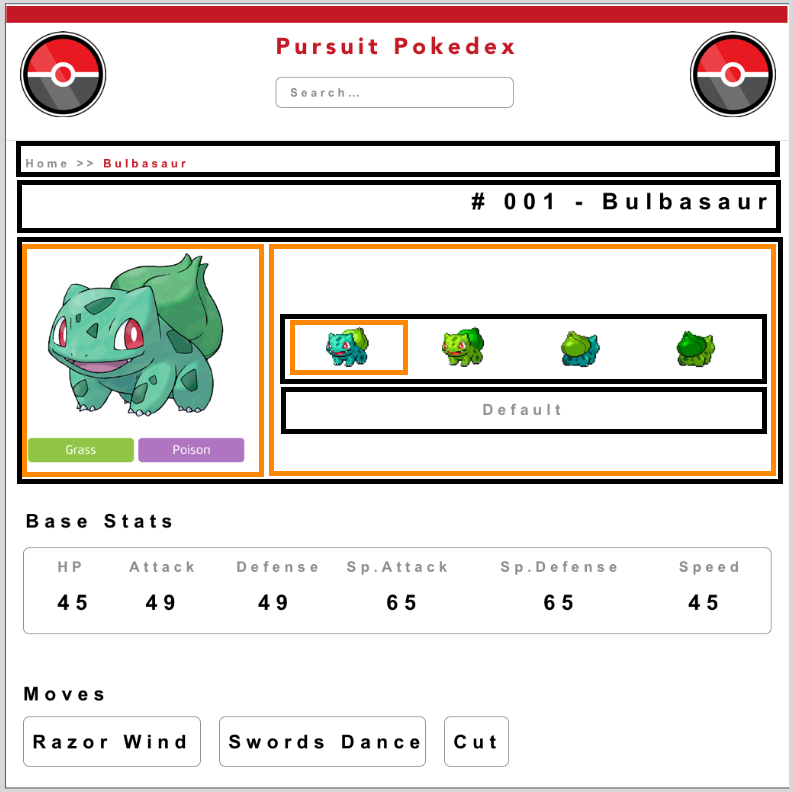 Pursuit Pokedex
Search...
Home >> Bulbasaur
# 001 - Bulbasaur
Default
Grass Poison
Base Stats
HP Attack Defense Sp.Attack Sp.Defense Speed
45 49 49 65 65 45
Moves
Razor Wind Swords Dance Cut